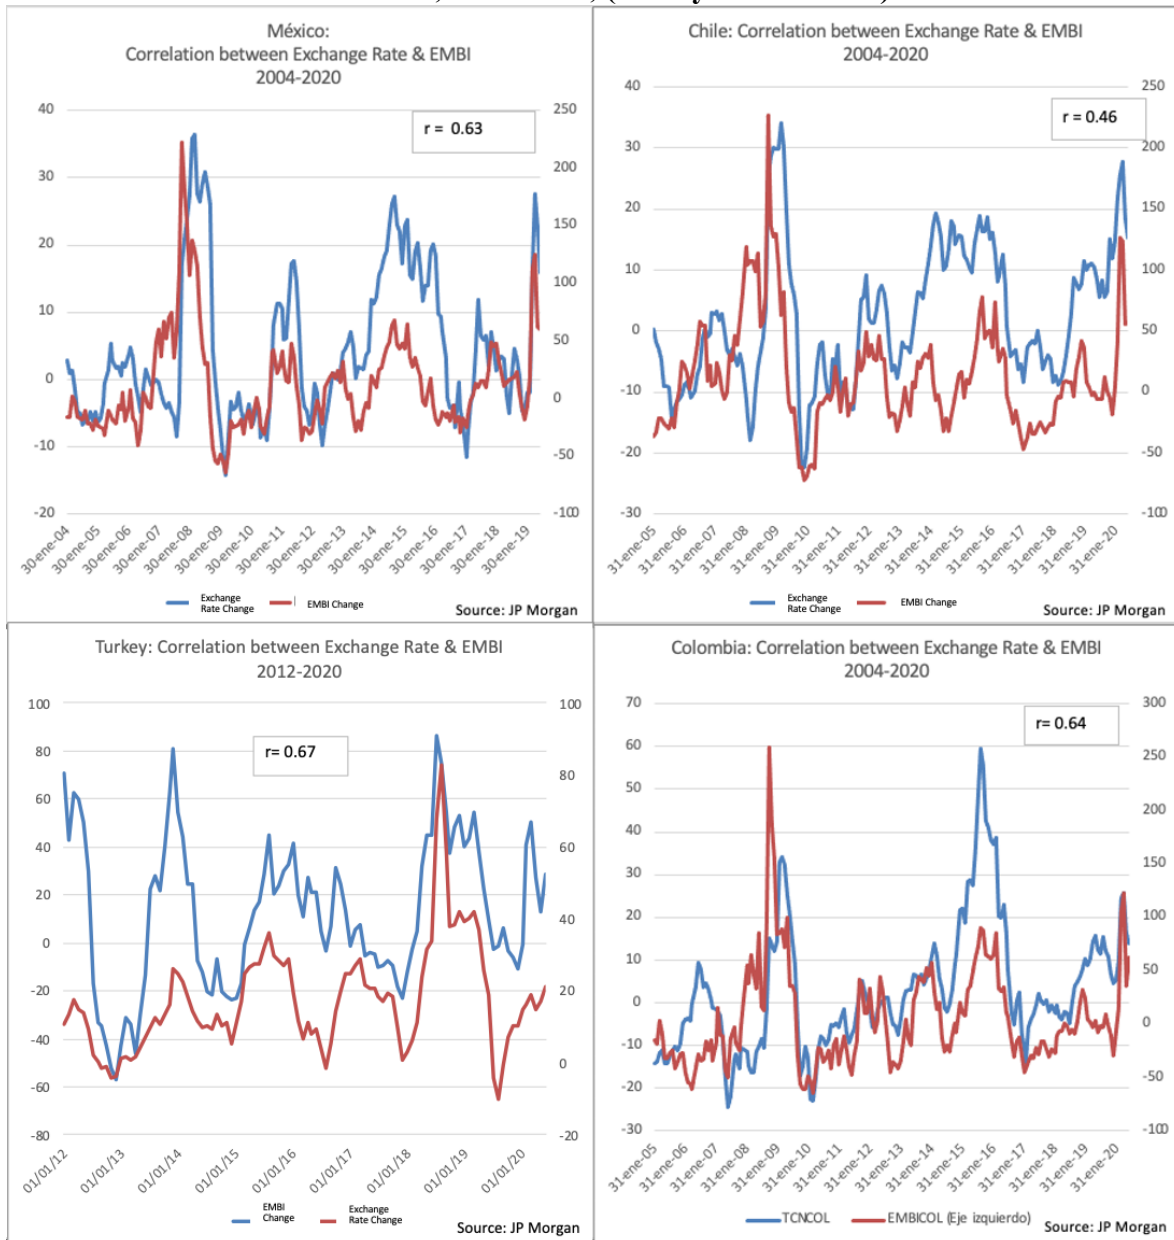 México:
Correlation between Exchange Rate & EMBI
2004-2020
r = 0.63
40
30
20
10
0
-10
-20
250
200
150
100
50
0
-50
-100
30-ene-04
30-ene-05
30-ene-06
30-ene-07
30-ene-08
30-ene-09
30-ene-10
30-ene-11
30-ene-12
30-ene-13
30-ene-14
30-ene-15
30-ene-16
30-ene-17
30-ene-18
30-ene-19
Exchange
Rate Change
EMBI Change
Source: JP Morgan
Chile: Correlation between Exchange Rate & EMBI
2004-2020
r = 0.46
40
30
20
10
0
-10
-20
-30
250
200
150
100
50
0
-50
-100
31-ene-05
31-ene-06
31-ene-07
31-ene-08
31-ene-09
31-ene-10
31-ene-11
31-ene-12
31-ene-13
31-ene-14
31-ene-15
31-ene-16
31-ene-17
31-ene-18
31-ene-19
31-ene-20
Exchange
Rate Change
EMBI Change
Source: JP Morgan
Turkey: Correlation between Exchange Rate & EMBI
2012-2020
r= 0.67
100
80
60
40
20
0
-20
-40
-60
-80
100
80
60
40
20
0
-20
01/01/12
01/01/13
01/01/14
01/01/15
01/01/16
01/01/17
01/01/18
01/01/19
01/01/20
EMBI
Change
Exchange
Rate Change
Source: JP Morgan
Colombia: Correlation between Exchange Rate & EMBI
2004-2020
r= 0.64
70
60
50
40
30
20
10
0
-10
-20
-30
300
250
200
150
100
50
0
-50
-100
31-ene-05
31-ene-06
31-ene-07
31-ene-08
31-ene-09
31-ene-10
31-ene-11
31-ene-12
31-ene-13
31-ene-14
31-ene-15
31-ene-16
31-ene-17
31-ene-18
31-ene-19
31-ene-20
TCNCOL
EMBICOL (Eje izquierdo)
Source: JP Morgan